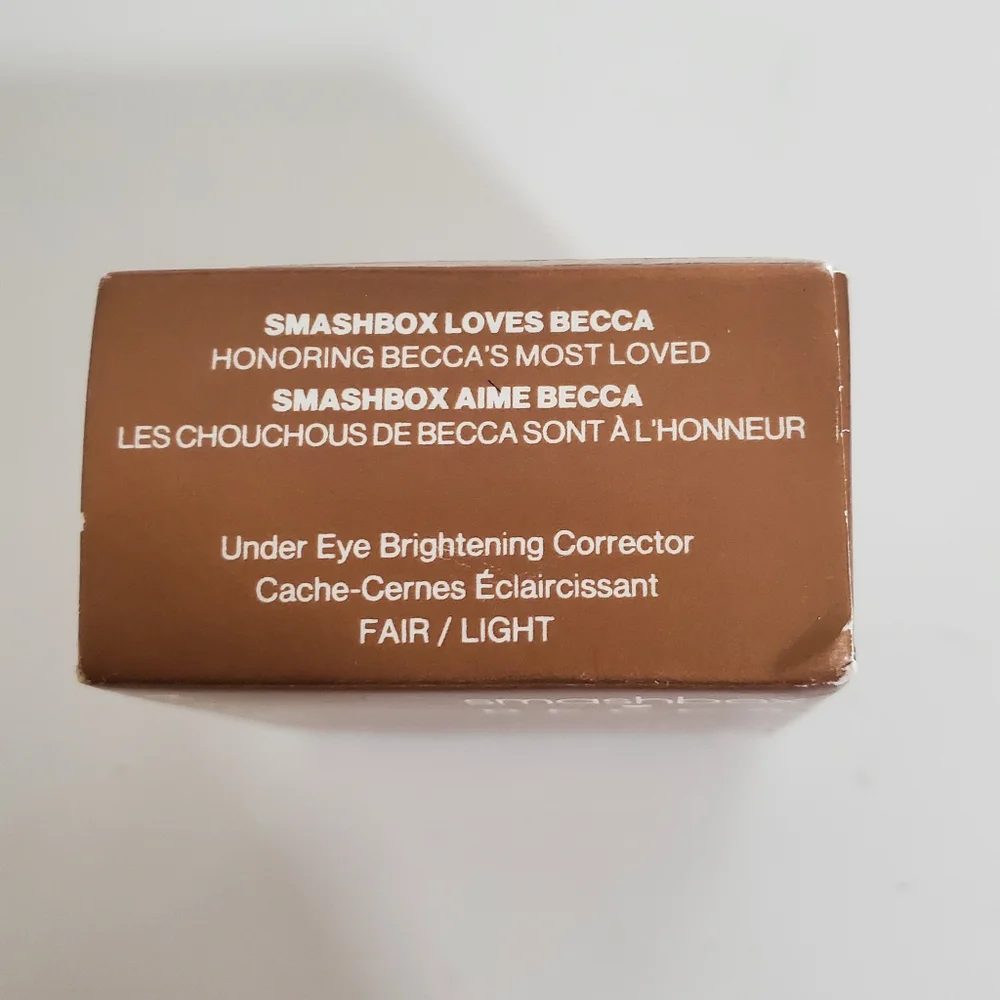 SMASHBOX LOVES BECCA
HONORING BECCA'S MOST LOVED
SMASHBOX AIME BECCA
LES CHOUCHOUS DE BECCA SONT À L'HONNEUR
Under Eye Brightening Corrector
Cache-Cernes Éclaircissant
FAIR / LIGHT
smashbox